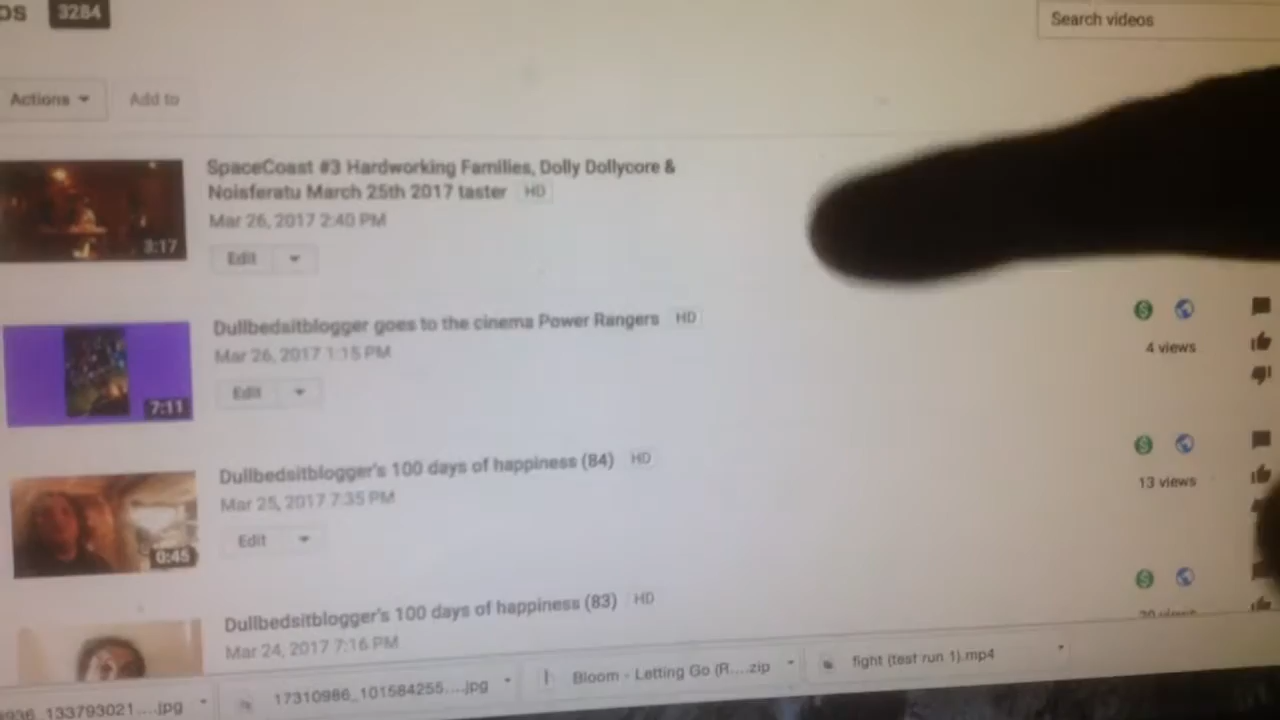 OS 3284
Search videos
Actions
Add to
SpaceCoast #3 Hardworking Families, Dolly Dollycore &
Noisferatu March 25th 2017 taster HD
Mar 26, 2017 2:40 PM
3:17
Edit
Dullbedsitblogger goes to the cinema Power Rangers HD
Mar 26, 2017 1:15 PM
4 views
7:11
Edit
Dullbedsitblogger's 100 days of happiness (84) HD
Mar 25, 2017 7:35 PM
13 views
0:45
Edit
Dullbedsitblogger's 100 days of happiness (83) HD
Mar 24, 2017 7:16 PM
936_133793021....jpg
17310986_101584255....jpg
Bloom - Letting Go (R....zip
fight (test run 1).mp4